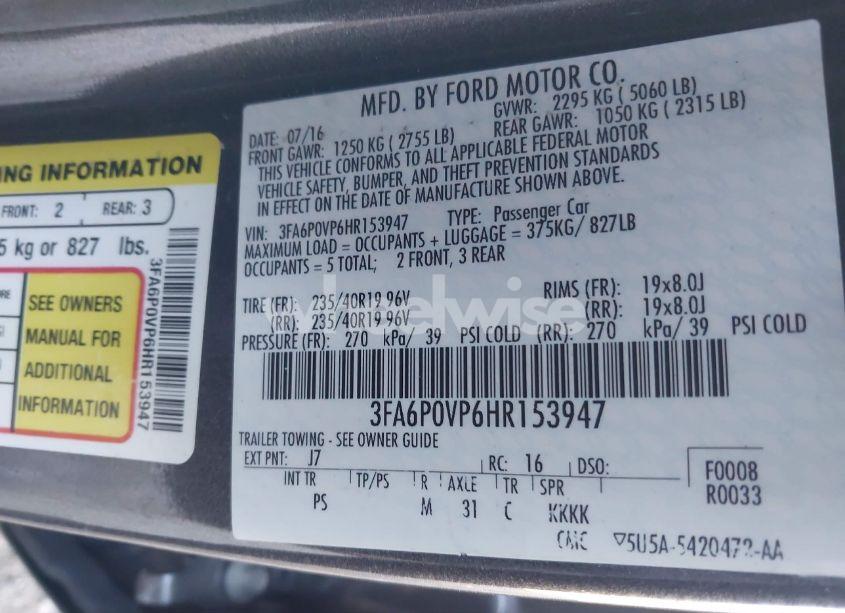 MFD. BY FORD MOTOR CO.
DATE: 07/16 GVWR: 2295 KG ( 5060 LB)
FRONT GAWR: 1250 KG ( 2755 LB) REAR GAWR: 1050 KG ( 2315 LB)
THIS VEHICLE CONFORMS TO ALL APPLICABLE FEDERAL MOTOR
VEHICLE SAFETY, BUMPER, AND THEFT PREVENTION STANDARDS
IN EFFECT ON THE DATE OF MANUFACTURE SHOWN ABOVE.
VIN: 3FA6P0VP6HR153947 TYPE: Passenger Car
MAXIMUM LOAD = OCCUPANTS + LUGGAGE = 375KG/ 827LB
OCCUPANTS = 5 TOTAL; 2 FRONT, 3 REAR
TIRE (FR): 235/40R19 96V RIMS (FR): 19x8.0J
(RR): 235/40R19 96V (RR): 19x8.0J
PRESSURE (FR): 270 kPa/ 39 PSI COLD (RR): 270 kPa/ 39 PSI COLD
3FA6P0VP6HR153947
TRAILER TOWING - SEE OWNER GUIDE
EXT PNT: J7 RC: 16 DSO: F0008
R0033
INT TR TP/PS R AXLE TR SPR
PS M 31 C KKKK
5U5A-5420472-AA
ING INFORMATION
FRONT: 2 REAR: 3
5 kg or 827 lbs.
SEE OWNERS
MANUAL FOR
ADDITIONAL
INFORMATION
3FA6P0VP6HR153947
wheelwise